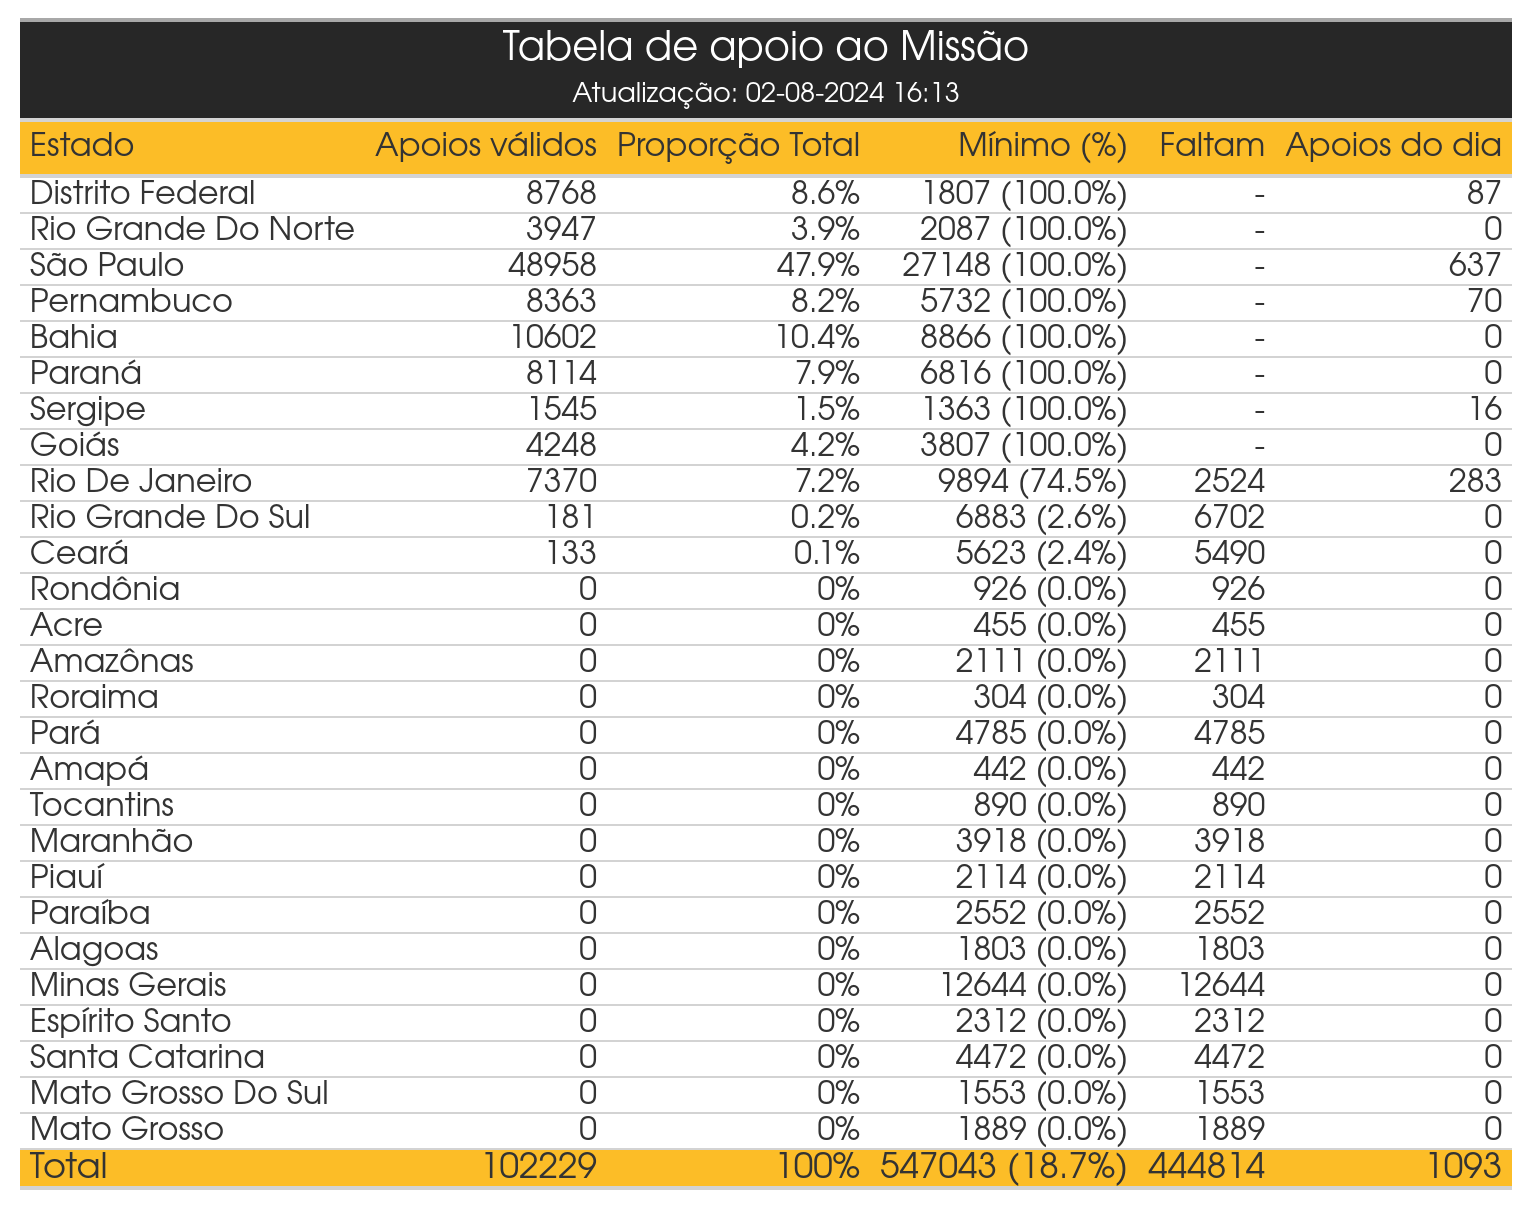 Tabela de apoio ao Missão
Atualização: 02-08-2024 16:13
Estado Apoios válidos Proporção Total Mínimo (%) Faltam Apoios do dia
Distrito Federal 8768 8.6% 1807 (100.0%) - 87
Rio Grande Do Norte 3947 3.9% 2087 (100.0%) - 0
São Paulo 48958 47.9% 27148 (100.0%) - 637
Pernambuco 8363 8.2% 5732 (100.0%) - 70
Bahia 10602 10.4% 8866 (100.0%) - 0
Paraná 8114 7.9% 6816 (100.0%) - 0
Sergipe 1545 1.5% 1363 (100.0%) - 16
Goiás 4248 4.2% 3807 (100.0%) - 0
Rio De Janeiro 7370 7.2% 9894 (74.5%) 2524 283
Rio Grande Do Sul 181 0.2% 6883 (2.6%) 6702 0
Ceará 133 0.1% 5623 (2.4%) 5490 0
Rondônia 0 0% 926 (0.0%) 926 0
Acre 0 0% 455 (0.0%) 455 0
Amazônas 0 0% 2111 (0.0%) 2111 0
Roraima 0 0% 304 (0.0%) 304 0
Pará 0 0% 4785 (0.0%) 4785 0
Amapá 0 0% 442 (0.0%) 442 0
Tocantins 0 0% 890 (0.0%) 890 0
Maranhão 0 0% 3918 (0.0%) 3918 0
Piauí 0 0% 2114 (0.0%) 2114 0
Paraíba 0 0% 2552 (0.0%) 2552 0
Alagoas 0 0% 1803 (0.0%) 1803 0
Minas Gerais 0 0% 12644 (0.0%) 12644 0
Espírito Santo 0 0% 2312 (0.0%) 2312 0
Santa Catarina 0 0% 4472 (0.0%) 4472 0
Mato Grosso Do Sul 0 0% 1553 (0.0%) 1553 0
Mato Grosso 0 0% 1889 (0.0%) 1889 0
Total 102229 100% 547043 (18.7%) 444814 1093